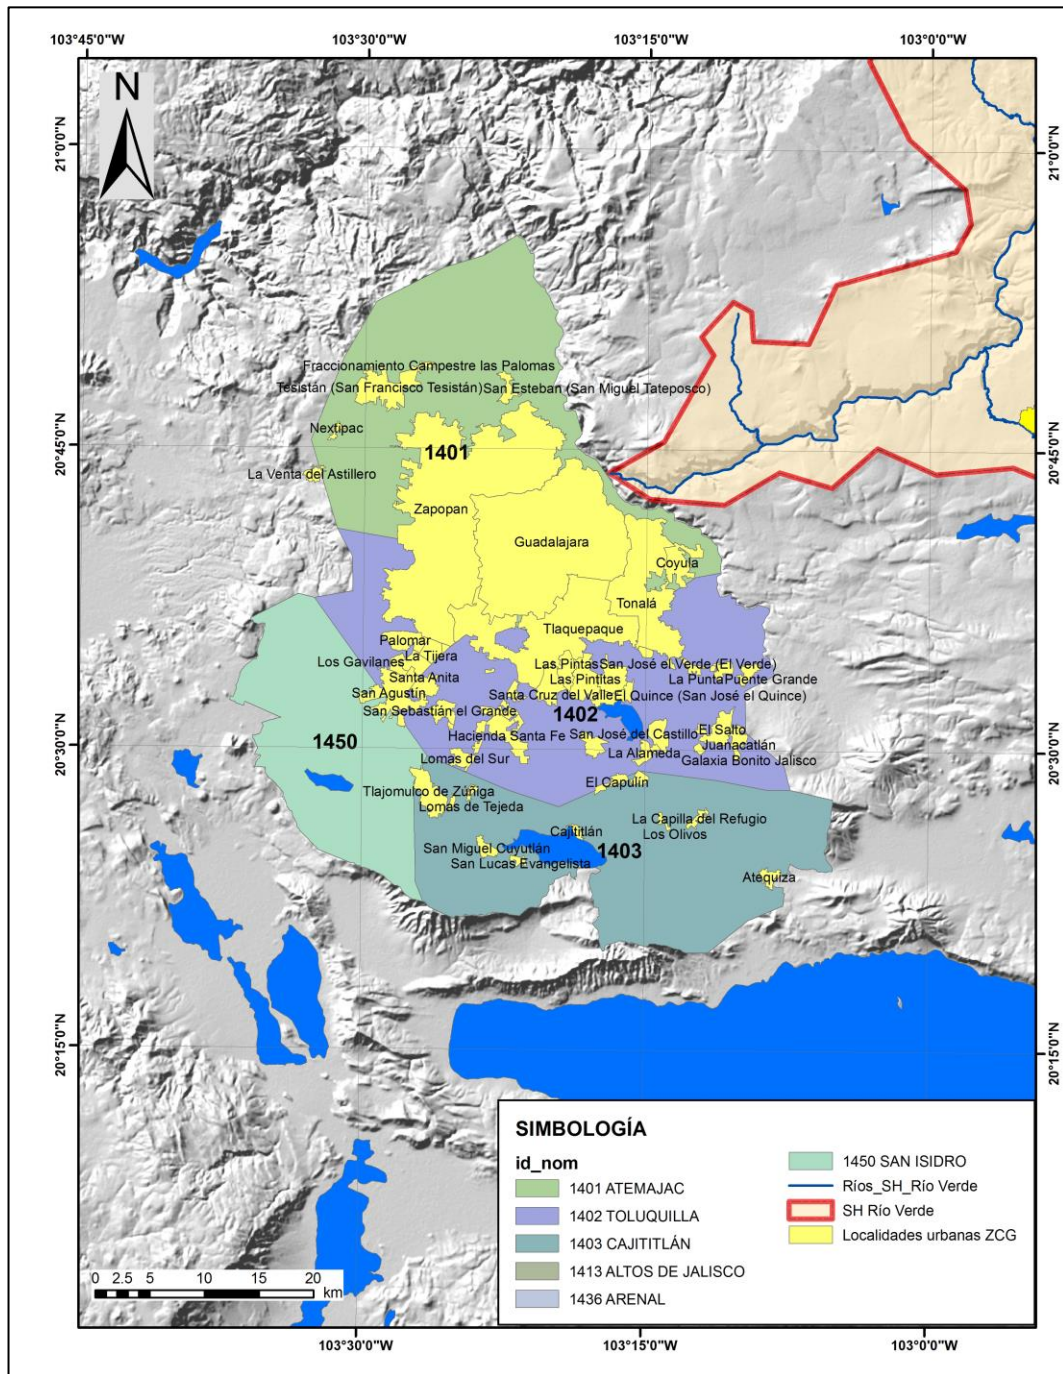 103°45'0"W 103°30'0"W 103°15'0"W 103°0'0"W
N
21°0'0"N
21°0'0"N
Fraccionamiento Campestre las Palomas
Tesistán (San Francisco Tesistán)
San Esteban (San Miguel Tateposco)
Nextipac
1401
20°45'0"N
20°45'0"N
La Venta del Astillero
Zapopan
Guadalajara
Coyula
Tonalá
Tlaquepaque
Palomar
La Tijera
Los Gavilanes
Las Pintas
San José el Verde (El Verde)
Santa Anita
Las Pintitas
La Punta
Puente Grande
San Agustín
Santa Cruz del Valle
El Quince (San José el Quince)
San Sebastián el Grande
1402
Hacienda Santa Fe
San José del Castillo
El Salto
1450
Juanacatlán
20°30'0"N
20°30'0"N
Lomas del Sur
La Alameda
Galaxia Bonito Jalisco
Tlajomulco de Zúñiga
El Capulín
Lomas de Tejeda
La Capilla del Refugio
Cajititlán
Los Olivos
San Miguel Cuyutlán
1403
San Lucas Evangelista
Atequiza
20°15'0"N
20°15'0"N
SIMBOLOGÍA
id_nom
1401 ATEMAJAC
1402 TOLUQUILLA
1403 CAJITITLÁN
1413 ALTOS DE JALISCO
1436 ARENAL
1450 SAN ISIDRO
Ríos_SH_Río Verde
SH Río Verde
Localidades urbanas ZCG
0 2.5 5 10 15 20
km
103°30'0"W 103°15'0"W 103°0'0"W